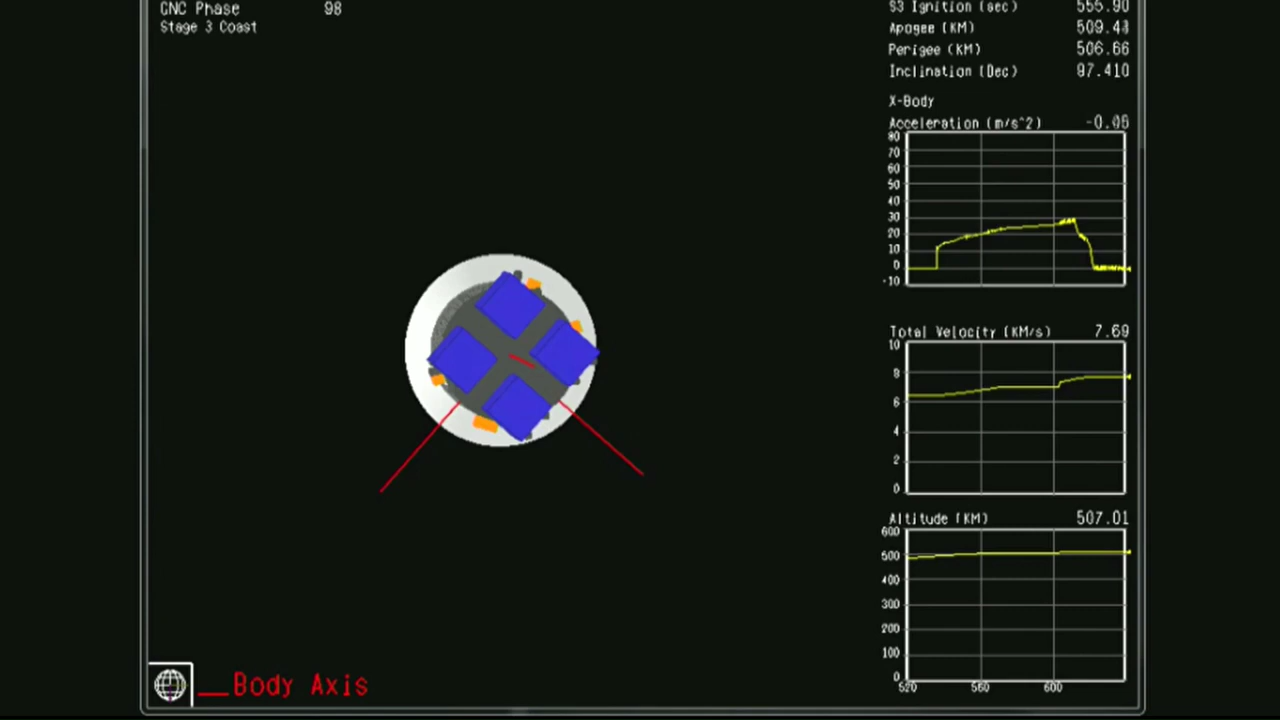 GNC Phase 98
Stage 3 Coast
S3 Ignition (sec) 555.90
Apogee (KM) 509.43
Perigee (KM) 506.66
Inclination (Dec) 97.410
X-Body
Acceleration (m/s^2) -0.06
80
70
60
50
40
30
20
10
0
-10
Total Velocity (KM/s) 7.69
10
8
6
4
2
0
Altitude (KM) 507.01
600
500
400
300
200
100
0
520 560 600
Body Axis